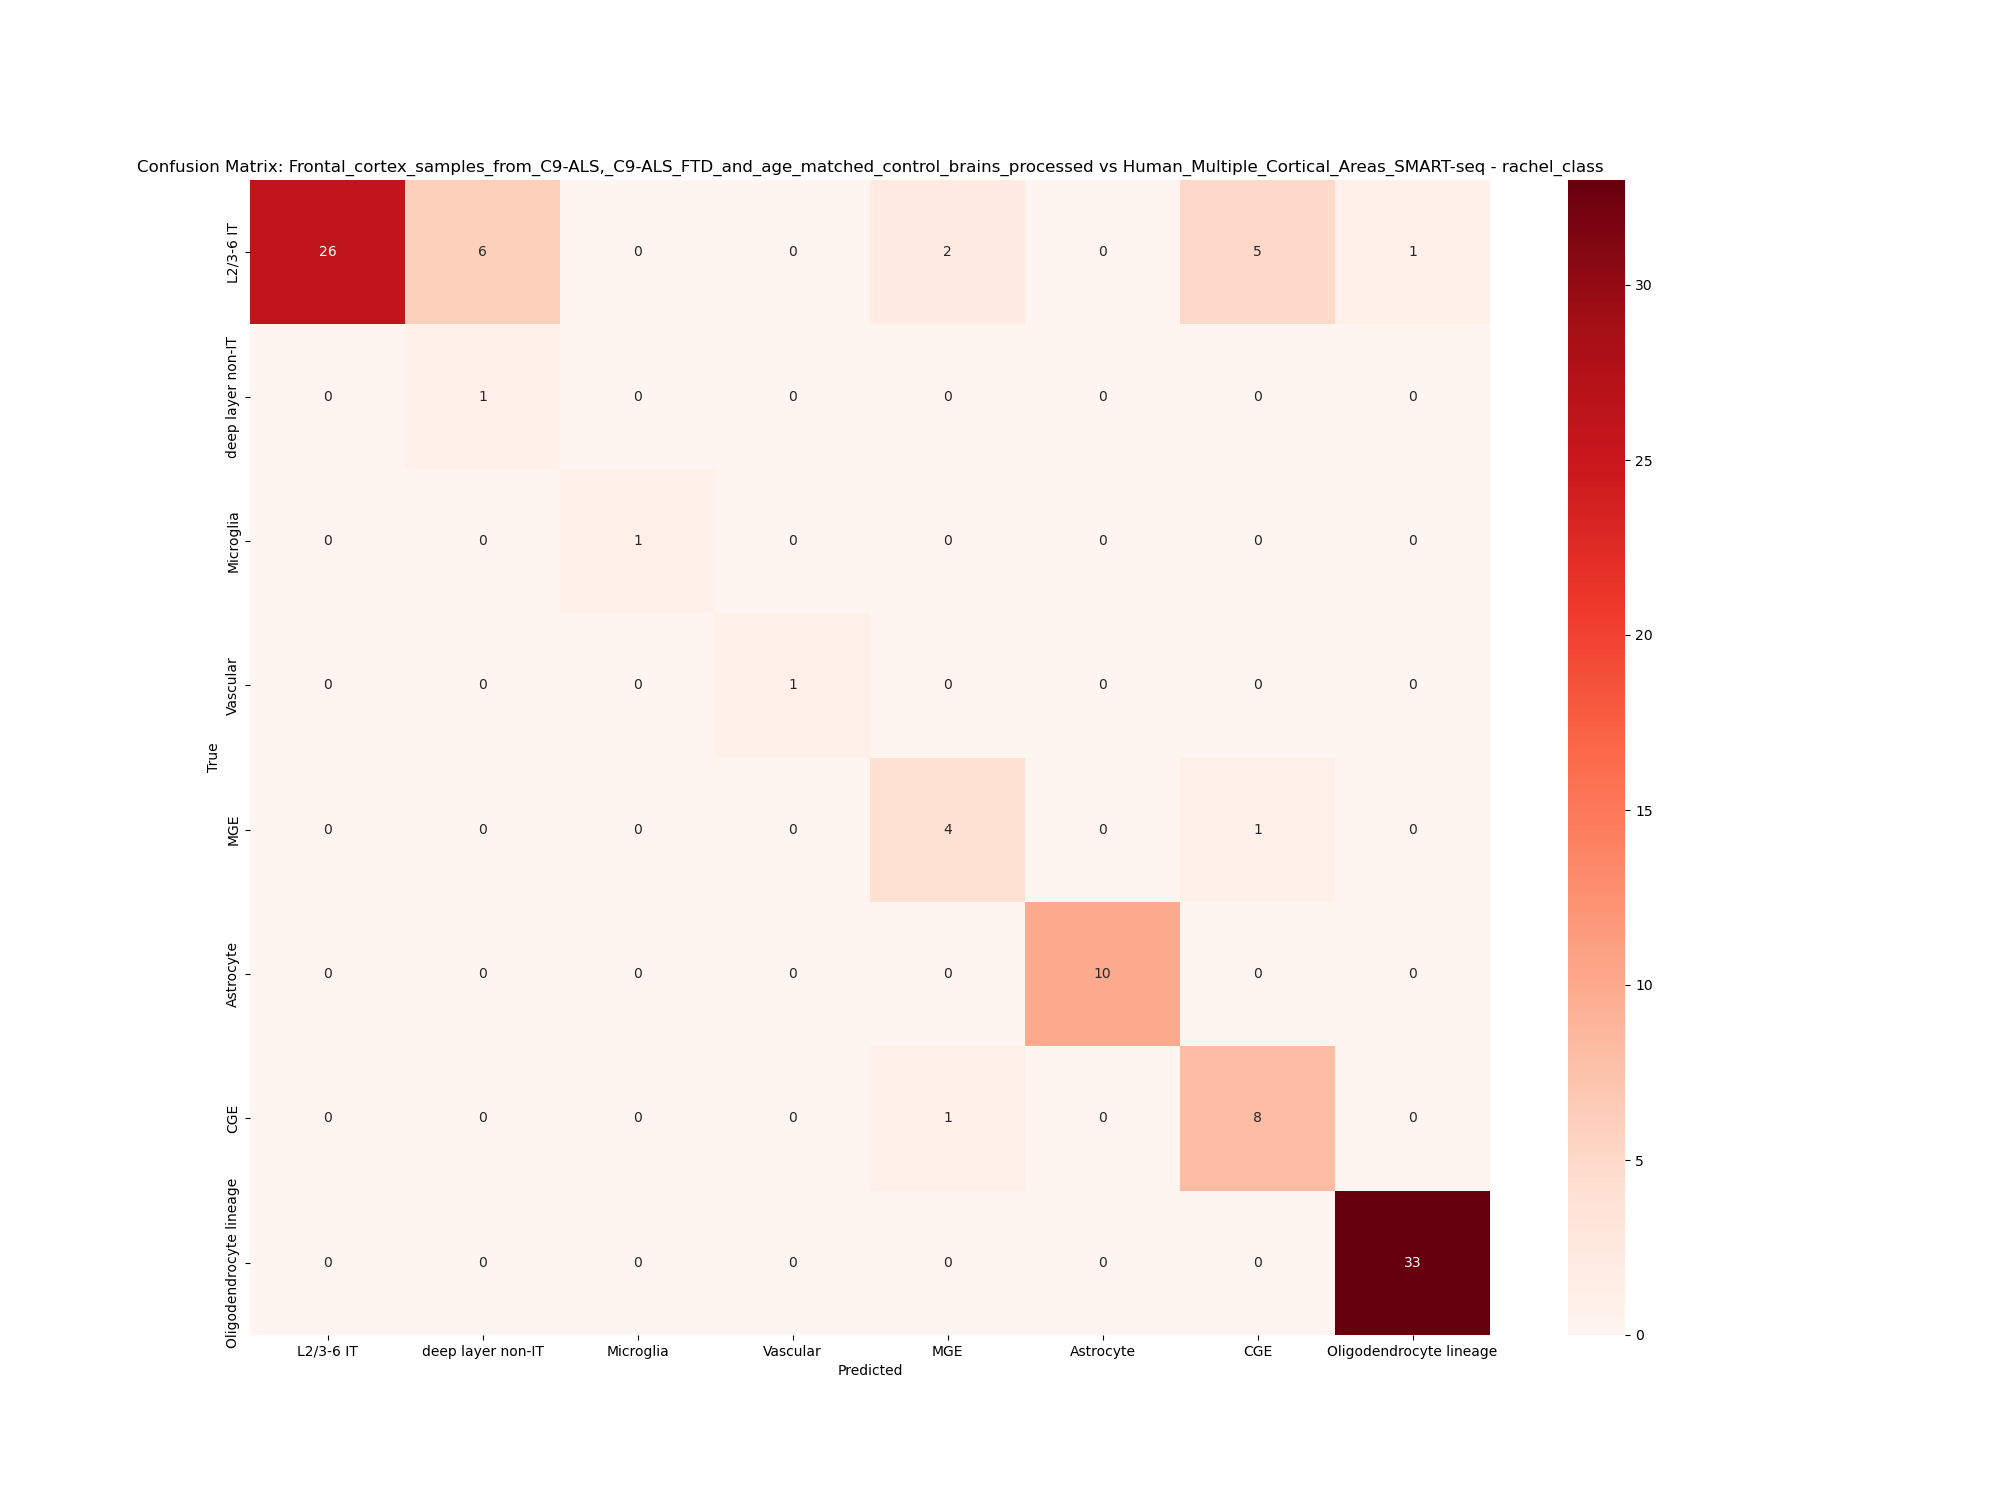 Confusion Matrix: Frontal_cortex_samples_from_C9-ALS,_C9-ALS_FTD_and_age_matched_control_brains_processed vs Human_Multiple_Cortical_Areas_SMART-seq - rachel_class
True
L2/3-6 IT
26 6 0 0 2 0 5 1
deep layer non-IT
0 1 0 0 0 0 0 0
Microglia
0 0 1 0 0 0 0 0
Vascular
0 0 0 1 0 0 0 0
MGE
0 0 0 0 4 0 1 0
Astrocyte
0 0 0 0 0 10 0 0
CGE
0 0 0 0 1 0 8 0
Oligodendrocyte lineage
0 0 0 0 0 0 0 33
L2/3-6 IT deep layer non-IT Microglia Vascular MGE Astrocyte CGE Oligodendrocyte lineage
Predicted
30
25
20
15
10
5
0